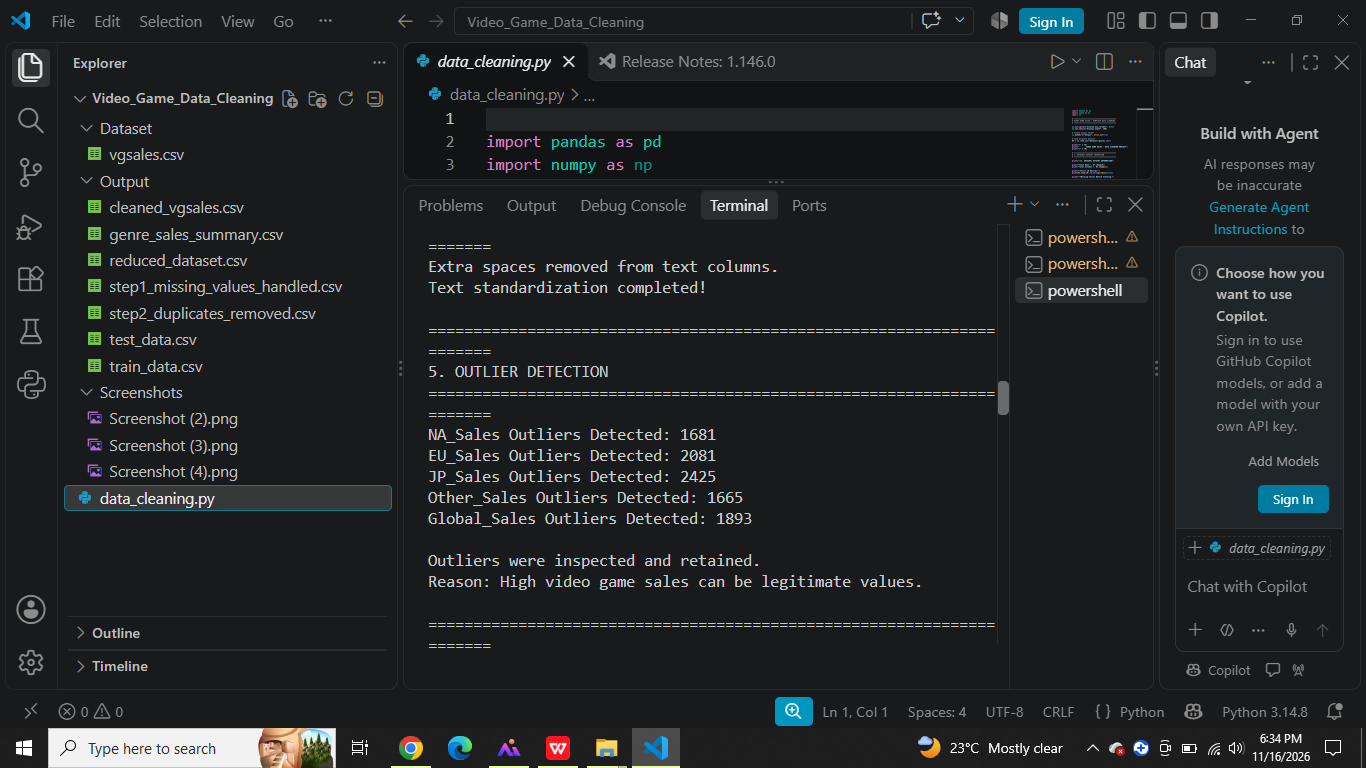 File Edit Selection View Go ···
Video_Game_Data_Cleaning
Sign In
Explorer
Video_Game_Data_Cleaning
Dataset
vgsales.csv
Output
cleaned_vgsales.csv
genre_sales_summary.csv
reduced_dataset.csv
step1_missing_values_handled.csv
step2_duplicates_removed.csv
test_data.csv
train_data.csv
Screenshots
Screenshot (2).png
Screenshot (3).png
Screenshot (4).png
data_cleaning.py
Outline
Timeline
data_cleaning.py
Release Notes: 1.146.0
data_cleaning.py > ...
1
2 import pandas as pd
3 import numpy as np
Problems Output Debug Console Terminal Ports
=======
Extra spaces removed from text columns.
Text standardization completed!
===============================================================
=======
5. OUTLIER DETECTION
===============================================================
=======
NA_Sales Outliers Detected: 1681
EU_Sales Outliers Detected: 2081
JP_Sales Outliers Detected: 2425
Other_Sales Outliers Detected: 1665
Global_Sales Outliers Detected: 1893
Outliers were inspected and retained.
Reason: High video game sales can be legitimate values.
===============================================================
=======
powersh...
powersh...
powershell
Chat
Build with Agent
AI responses may
be inaccurate
Generate Agent
Instructions to
Choose how you
want to use
Copilot.
Sign in to use
GitHub Copilot
models, or add a
model with your
own API key.
Add Models
Sign In
data_cleaning.py
Chat with Copilot
Copilot
0 0
Ln 1, Col 1 Spaces: 4 UTF-8 CRLF {} Python Python 3.14.8
Type here to search
23°C Mostly clear
6:34 PM
11/16/2026